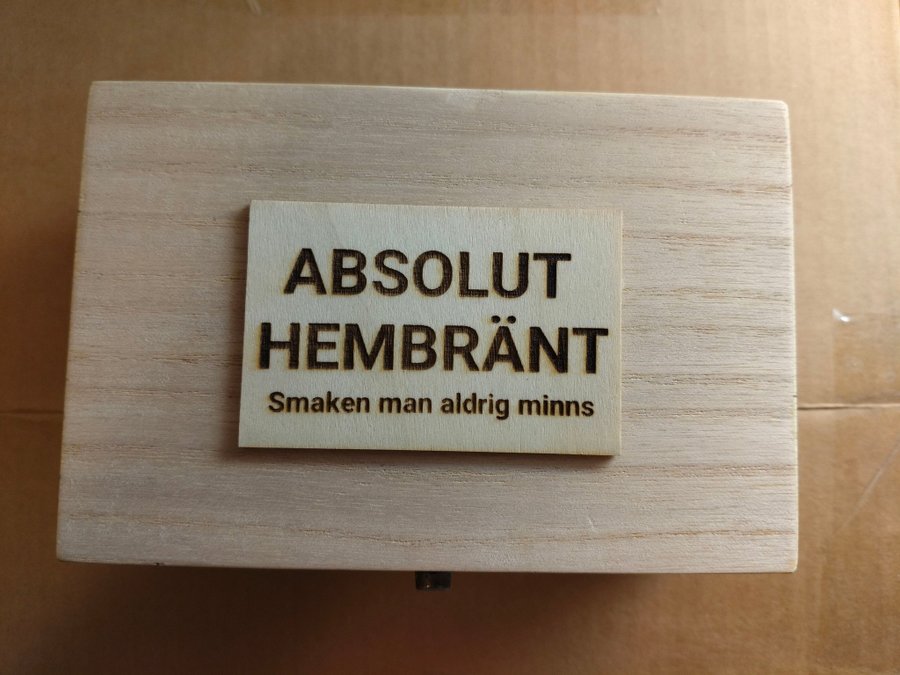 ABSOLUT
HEMBRÄNT
Smaken man aldrig minns